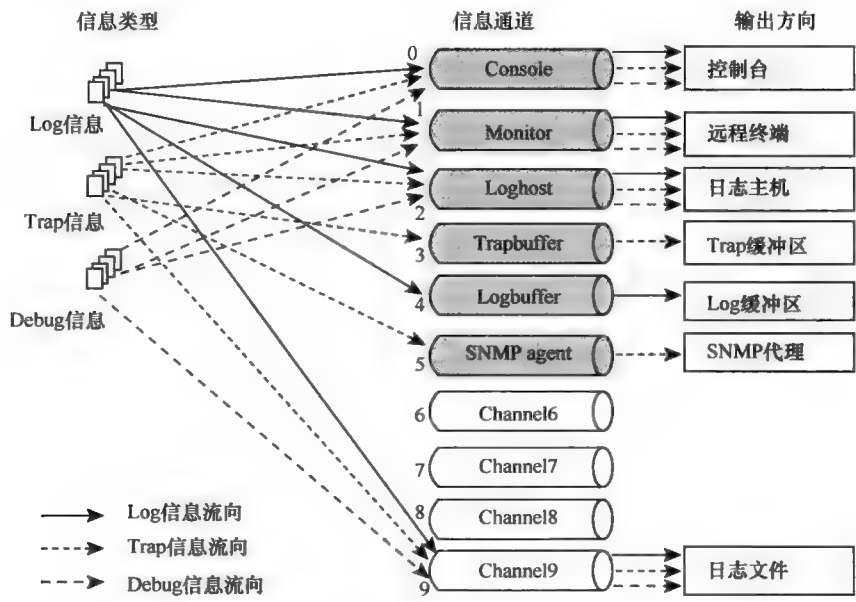 信息类型
信息通道
输出方向
0
Console
控制台
Log信息
1
Monitor
远程终端
Trap信息
2
Loghost
日志主机
3
Trapbuffer
Trap缓冲区
Debug信息
4
Logbuffer
Log缓冲区
5
SNMP agent
SNMP代理
6
Channel6
7
Channel7
8
Channel8
9
Channel9
日志文件
Log信息流向
Trap信息流向
Debug信息流向